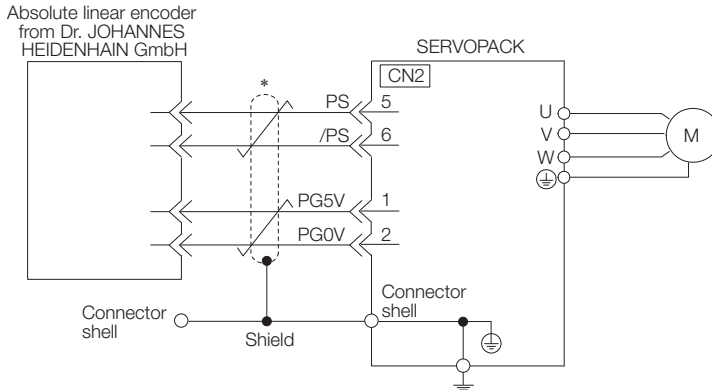 Absolute linear encoder
from Dr. JOHANNES
HEIDENHAIN GmbH
SERVOPACK
CN2
*
PS 5
/PS 6
PG5V 1
PG0V 2
U
V
W
M
Connector
shell
Shield
Connector
shell